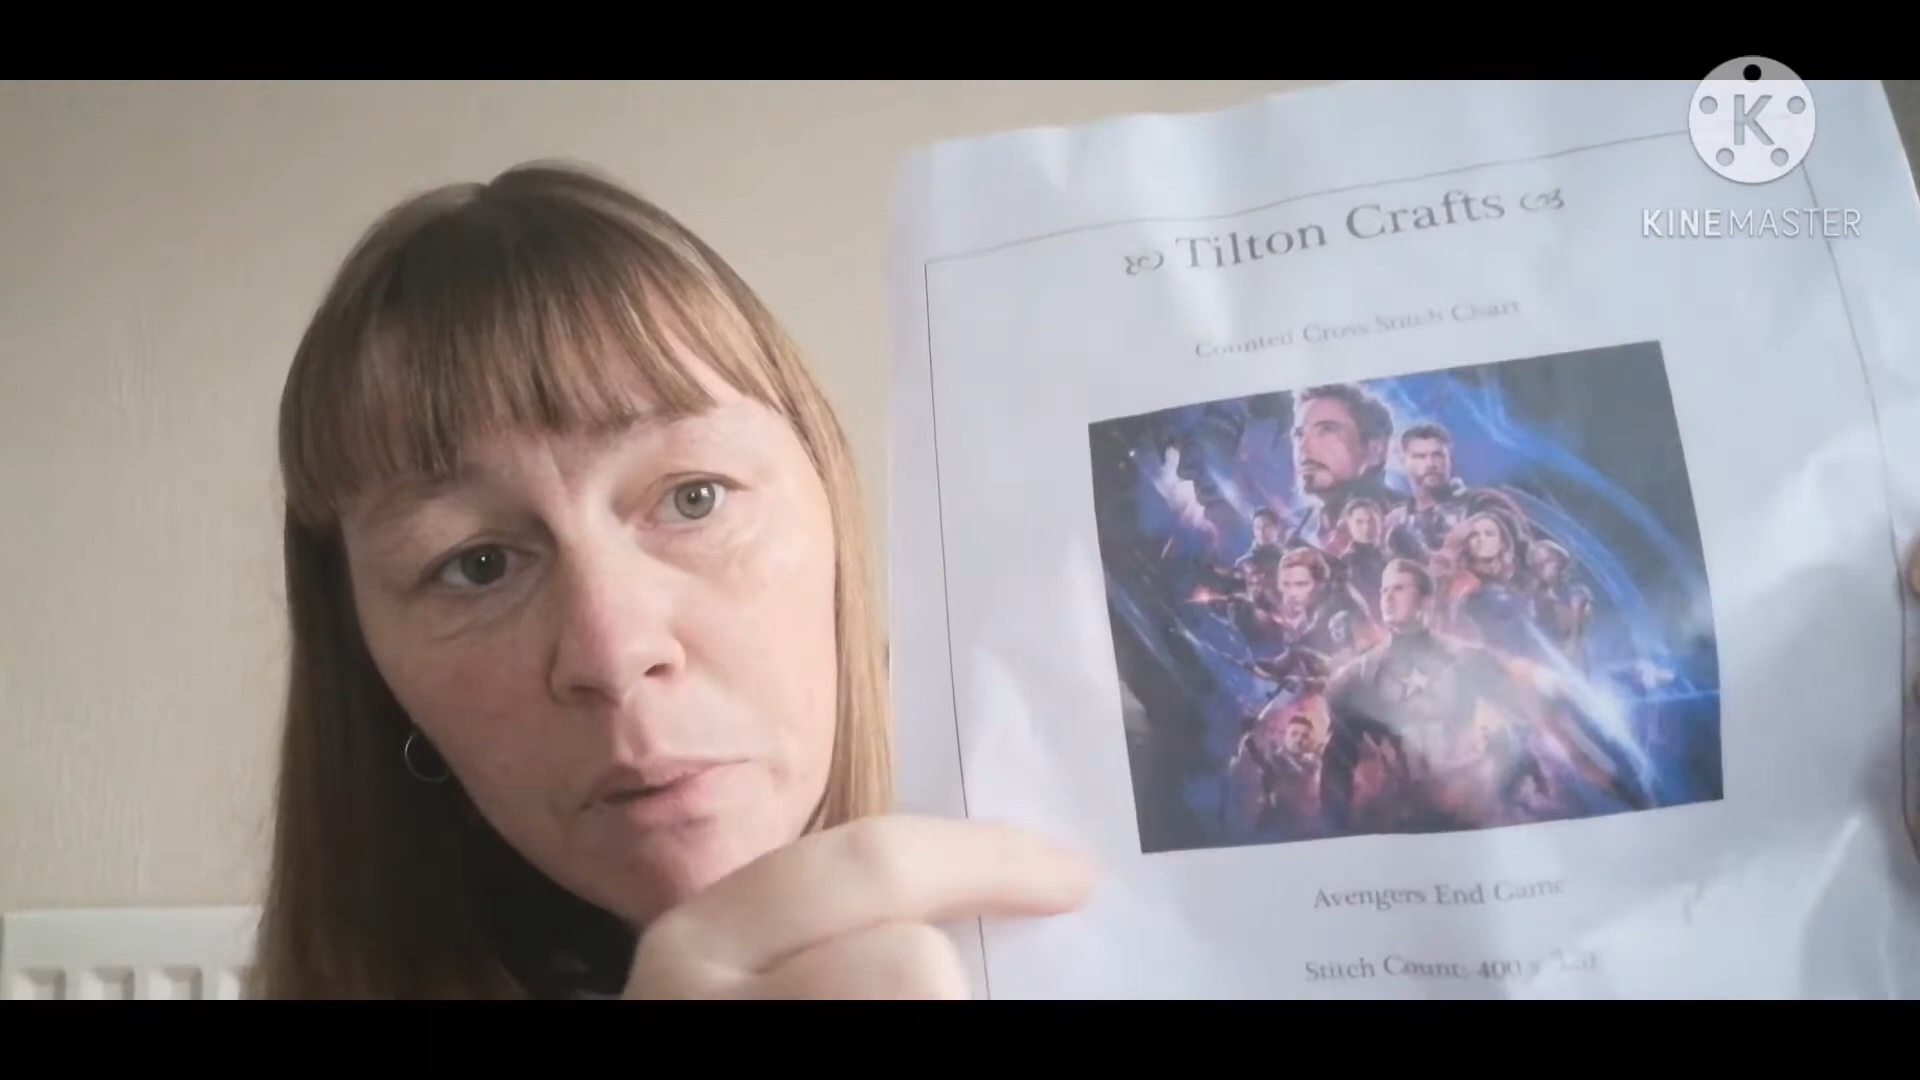 K
KINEMASTER
Tilton Crafts
Counted Cross Stitch Chart
Avengers End Game
Stitch Count: 400 x